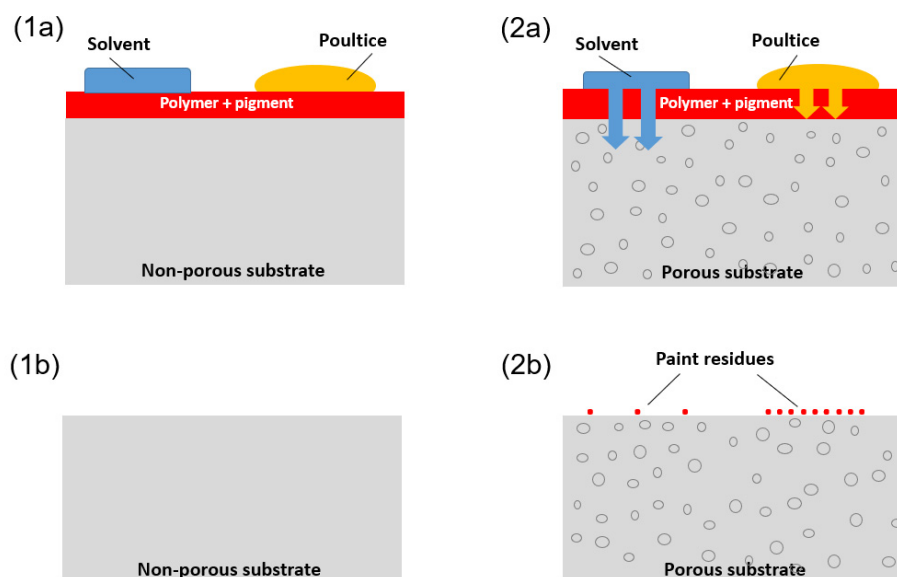 (1a)
Solvent
Poultice
Polymer + pigment
Non-porous substrate
(2a)
Solvent
Poultice
Polymer + pigment
Porous substrate
(1b)
Non-porous substrate
(2b)
Paint residues
Porous substrate